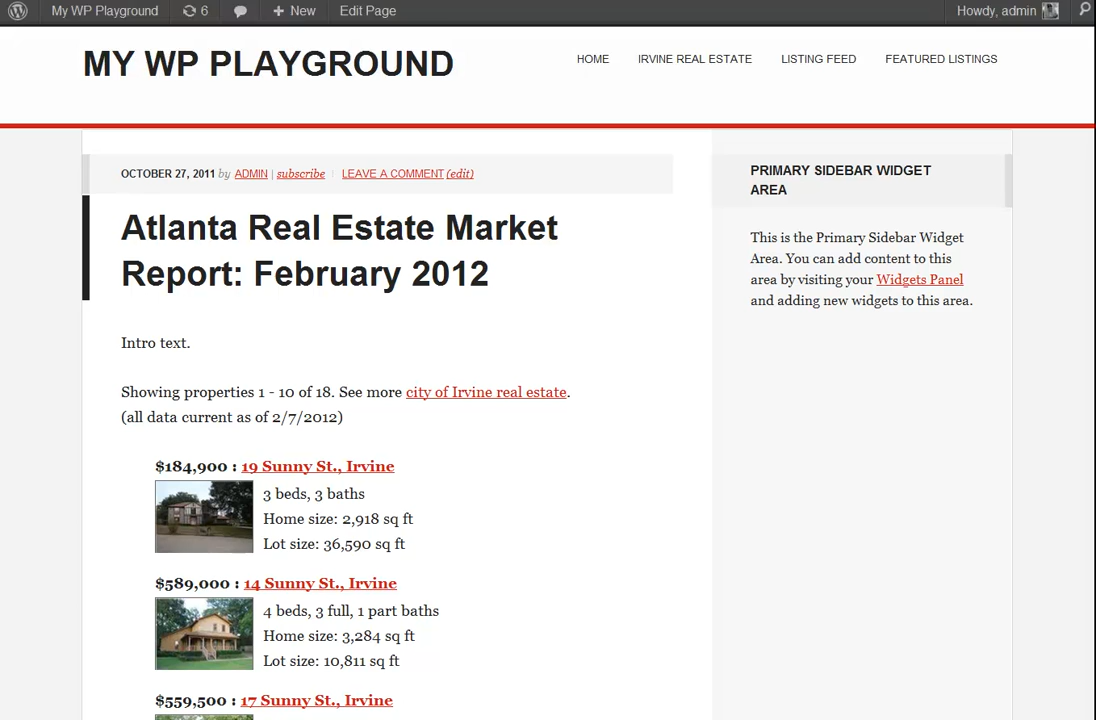 My WP Playground 6 + New Edit Page Howdy, admin
MY WP PLAYGROUND
HOME IRVINE REAL ESTATE LISTING FEED FEATURED LISTINGS
OCTOBER 27, 2011 by ADMIN | subscribe LEAVE A COMMENT (edit)
Atlanta Real Estate Market
Report: February 2012
Intro text.
Showing properties 1 - 10 of 18. See more city of Irvine real estate.
(all data current as of 2/7/2012)
$184,900 : 19 Sunny St., Irvine
3 beds, 3 baths
Home size: 2,918 sq ft
Lot size: 36,590 sq ft
$589,000 : 14 Sunny St., Irvine
4 beds, 3 full, 1 part baths
Home size: 3,284 sq ft
Lot size: 10,811 sq ft
$559,500 : 17 Sunny St., Irvine
PRIMARY SIDEBAR WIDGET
AREA
This is the Primary Sidebar Widget
Area. You can add content to this
area by visiting your Widgets Panel
and adding new widgets to this area.